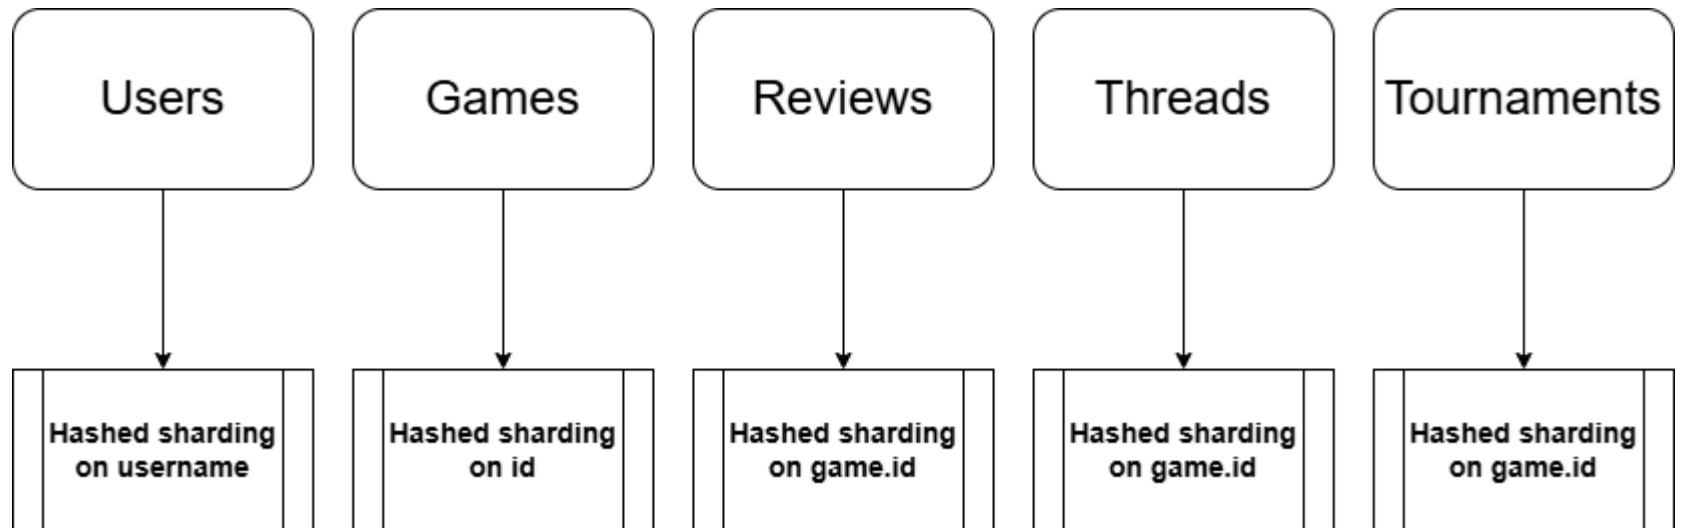 Users
Games
Reviews
Threads
Tournaments
Hashed sharding
on username
Hashed sharding
on id
Hashed sharding
on game.id
Hashed sharding
on game.id
Hashed sharding
on game.id